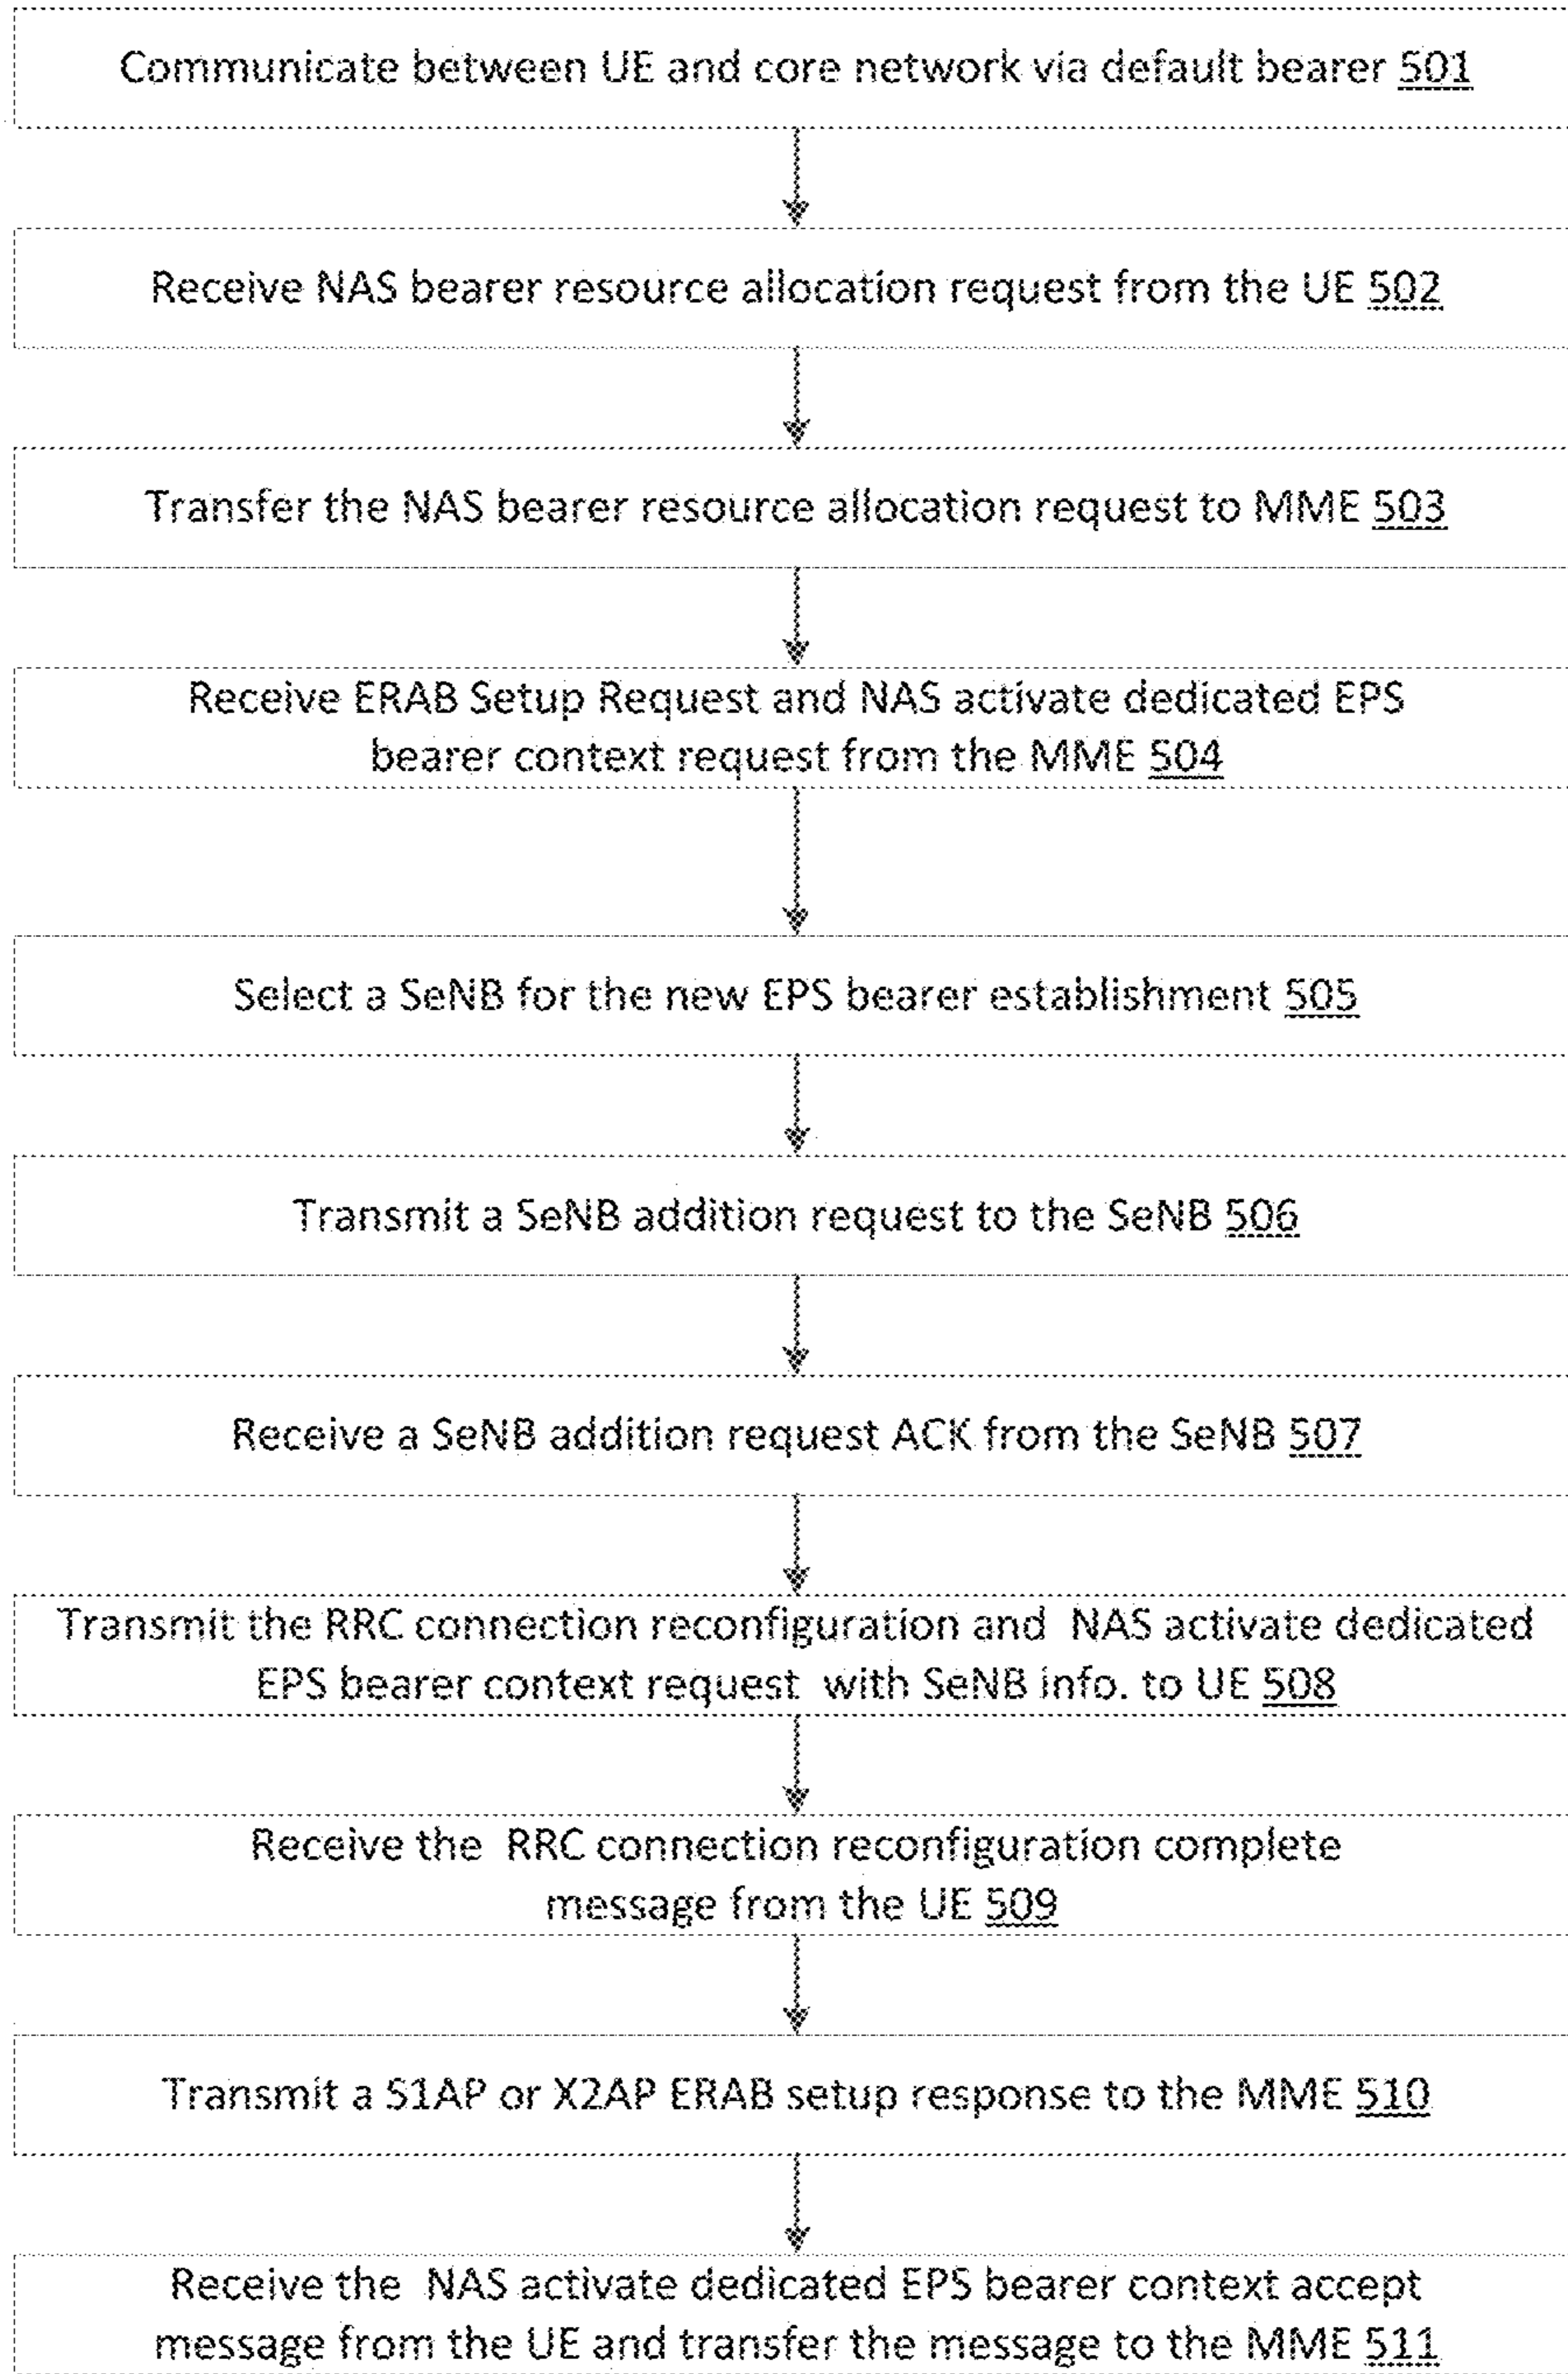 Communicate between UE and core network via default bearer 501
Receive NAS bearer resource allocation request from the UE 502
Transfer the NAS bearer resource allocation request to MME 503
Receive ERAB Setup Request and NAS activate dedicated EPS
bearer context request from the MME 504
Select a SeNB for the new EPS bearer establishment 505
Transmit a SeNB addition request to the SeNB 506
Receive a SeNB addition request ACK from the SeNB 507
Transmit the RRC connection reconfiguration and NAS activate dedicated
EPS bearer context request with SeNB info. to UE 508
Receive the RRC connection reconfiguration complete
message from the UE 509
Transmit a S1AP or X2AP ERAB setup response to the MME 510
Receive the NAS activate dedicated EPS bearer context accept
message from the UE and transfer the message to the MME 511